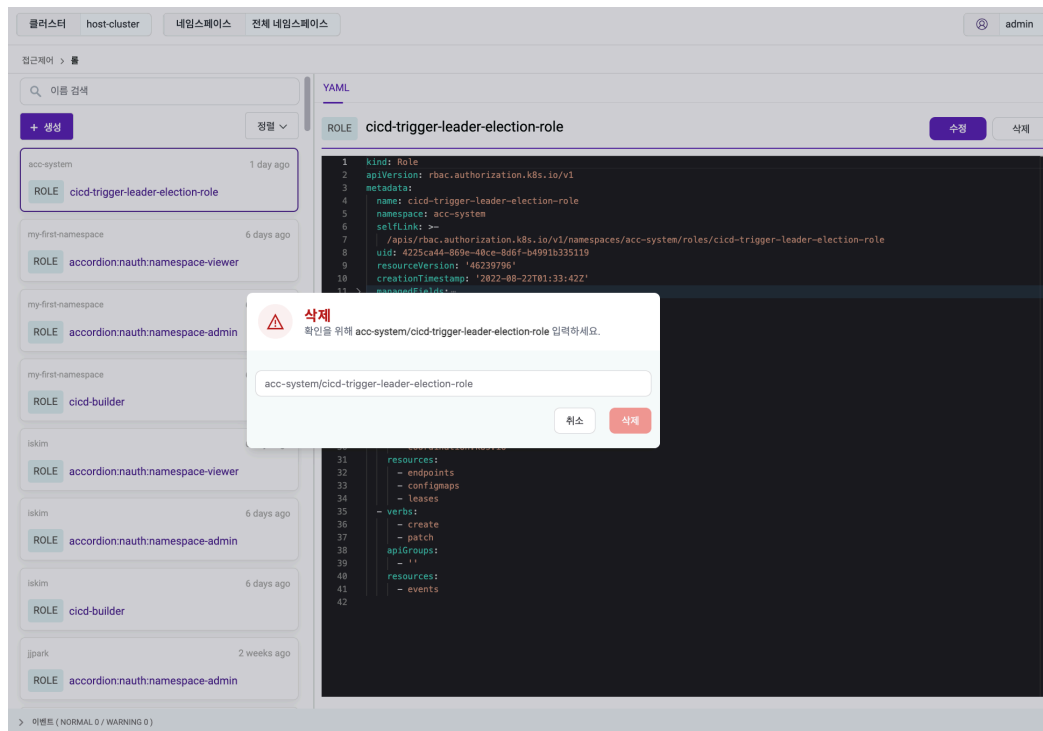 클러스터 host-cluster 네임스페이스 전체 네임스페이스 admin
접근제어 > 롤
이름 검색
+ 생성 정렬
acc-system 1 day ago
ROLE cicd-trigger-leader-election-role
my-first-namespace 6 days ago
ROLE accordion:nauth:namespace-viewer
my-first-namespace
ROLE accordion:nauth:namespace-admin
my-first-namespace
ROLE cicd-builder
iskim
ROLE accordion:nauth:namespace-viewer
iskim 6 days ago
ROLE accordion:nauth:namespace-admin
iskim 6 days ago
ROLE cicd-builder
jjpark 2 weeks ago
ROLE accordion:nauth:namespace-admin
YAML
ROLE cicd-trigger-leader-election-role 수정 삭제
1 kind: Role
2 apiVersion: rbac.authorization.k8s.io/v1
3 metadata:
4 name: cicd-trigger-leader-election-role
5 namespace: acc-system
6 selfLink: >-
7 /apis/rbac.authorization.k8s.io/v1/namespaces/acc-system/roles/cicd-trigger-leader-election-role
8 uid: 4225ca44-869e-40ce-8d6f-b4991b335119
9 resourceVersion: '46239796'
10 creationTimestamp: '2022-08-22T01:33:42Z'
11 > managedFields:…
삭제
확인을 위해 acc-system/cicd-trigger-leader-election-role 입력하세요.
acc-system/cicd-trigger-leader-election-role
취소 삭제
31 resources:
32 - endpoints
33 - configmaps
34 - leases
35 - verbs:
36 - create
37 - patch
38 apiGroups:
39 - ''
40 resources:
41 - events
42
> 이벤트 ( NORMAL 0 / WARNING 0 )